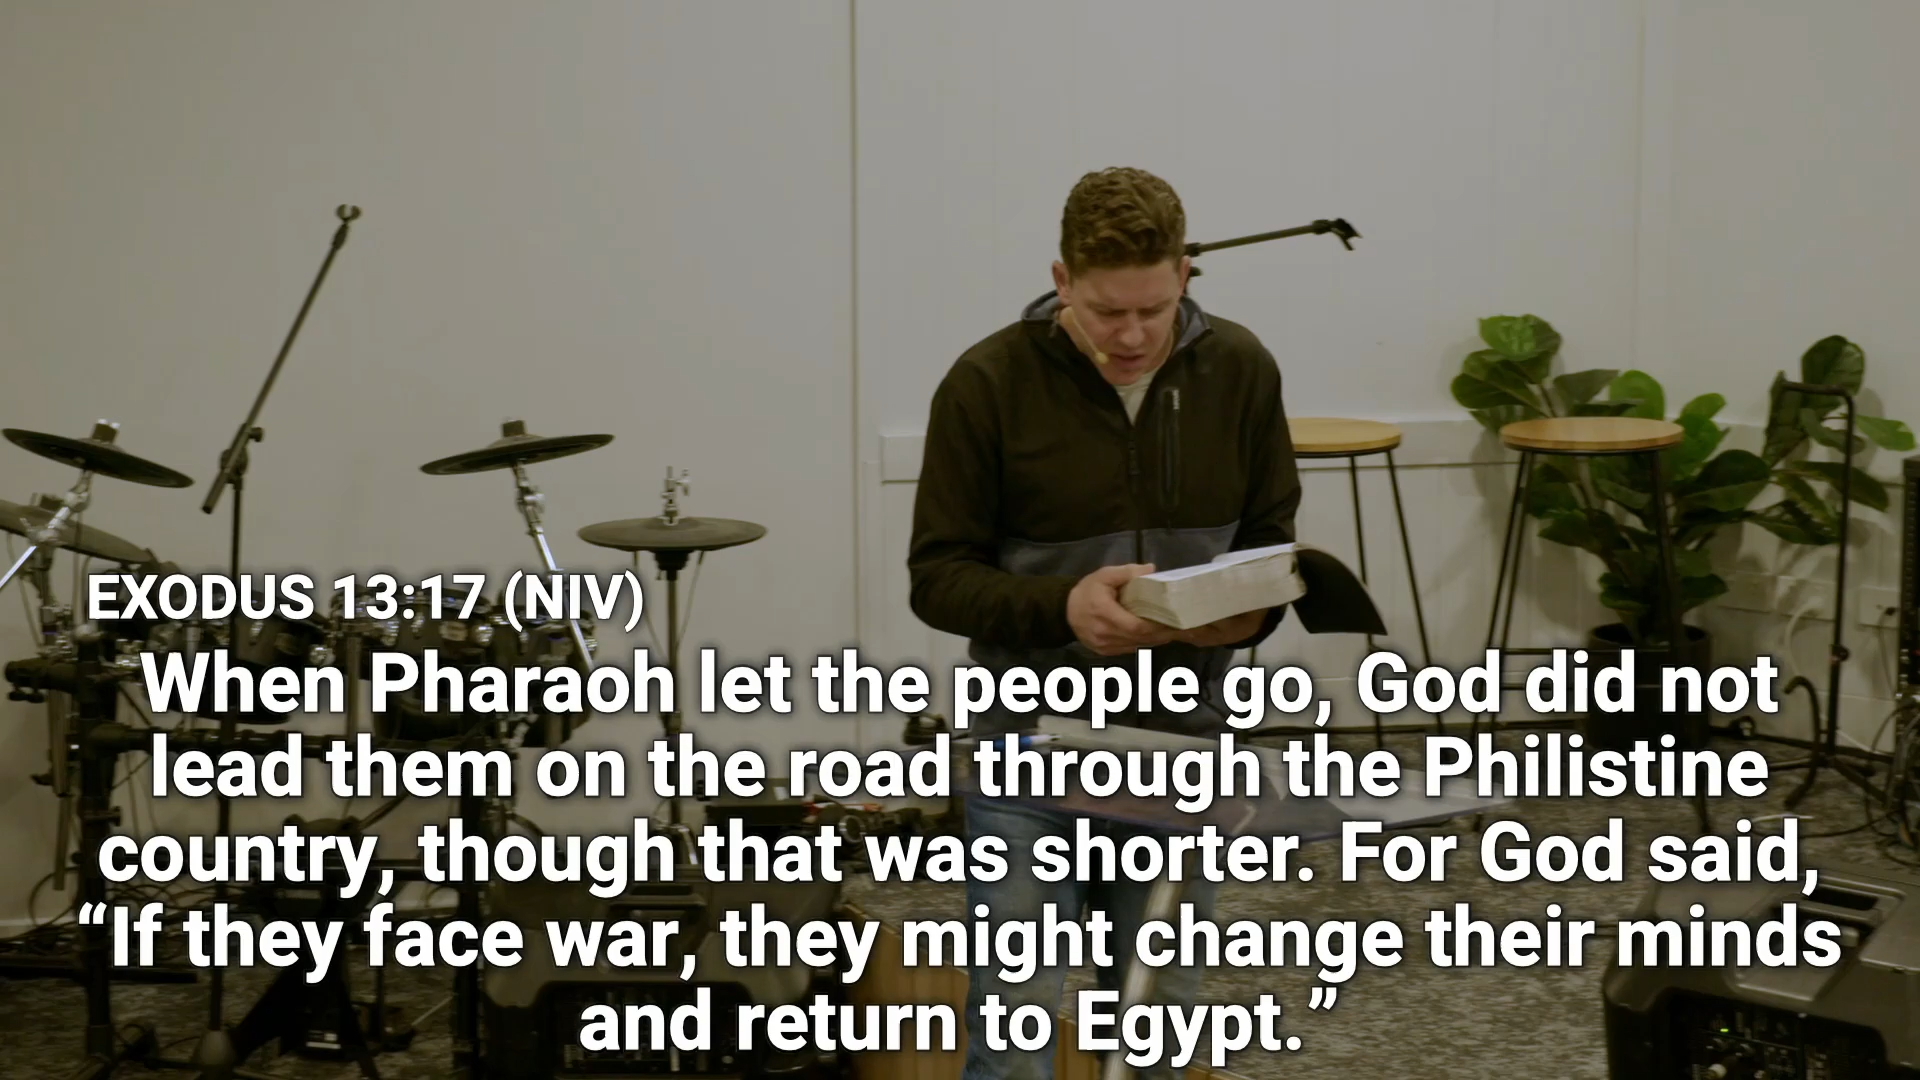 EXODUS 13:17 (NIV)
When Pharaoh let the people go, God did not
lead them on the road through the Philistine
country, though that was shorter. For God said,
“If they face war, they might change their minds
and return to Egypt.”